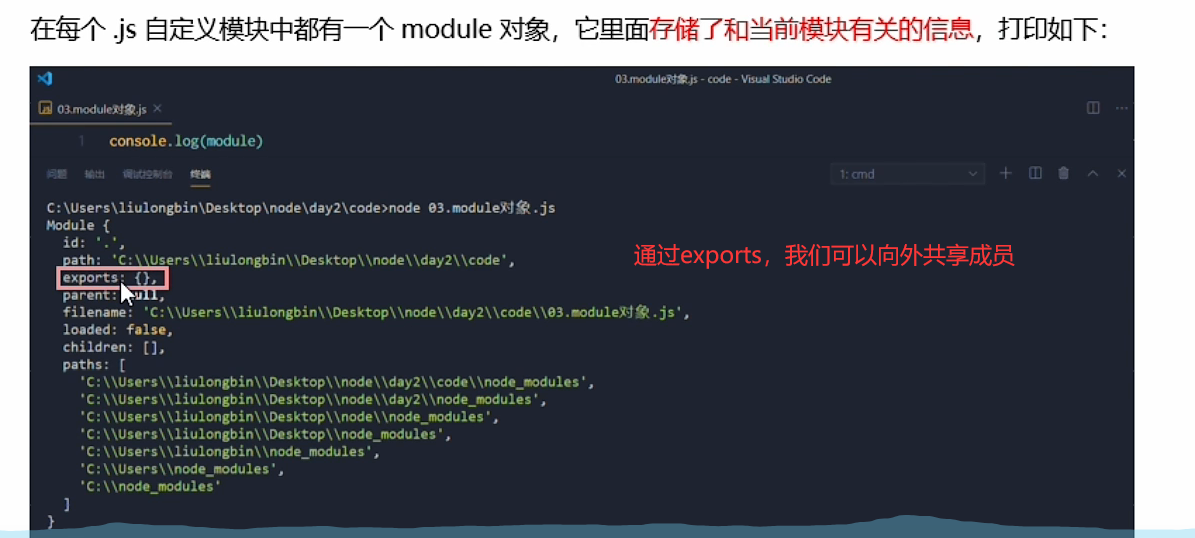 在每个 .js 自定义模块中都有一个 module 对象，它里面存储了和当前模块有关的信息，打印如下：
03.module对象.js - code - Visual Studio Code
03.module对象.js
1 console.log(module)
问题 输出 调试控制台 终端 1: cmd
C:\Users\liulongbin\Desktop\node\day2\code>node 03.module对象.js
Module {
id: '.',
path: 'C:\\Users\\liulongbin\\Desktop\\node\\day2\\code',
通过exports，我们可以向外共享成员
exports: {},
parent: null,
filename: 'C:\\Users\\liulongbin\\Desktop\\node\\day2\\code\\03.module对象.js',
loaded: false,
children: [],
paths: [
'C:\\Users\\liulongbin\\Desktop\\node\\day2\\code\\node_modules',
'C:\\Users\\liulongbin\\Desktop\\node\\day2\\node_modules',
'C:\\Users\\liulongbin\\Desktop\\node\\node_modules',
'C:\\Users\\liulongbin\\Desktop\\node_modules',
'C:\\Users\\liulongbin\\node_modules',
'C:\\Users\\node_modules',
'C:\\node_modules'
]
}